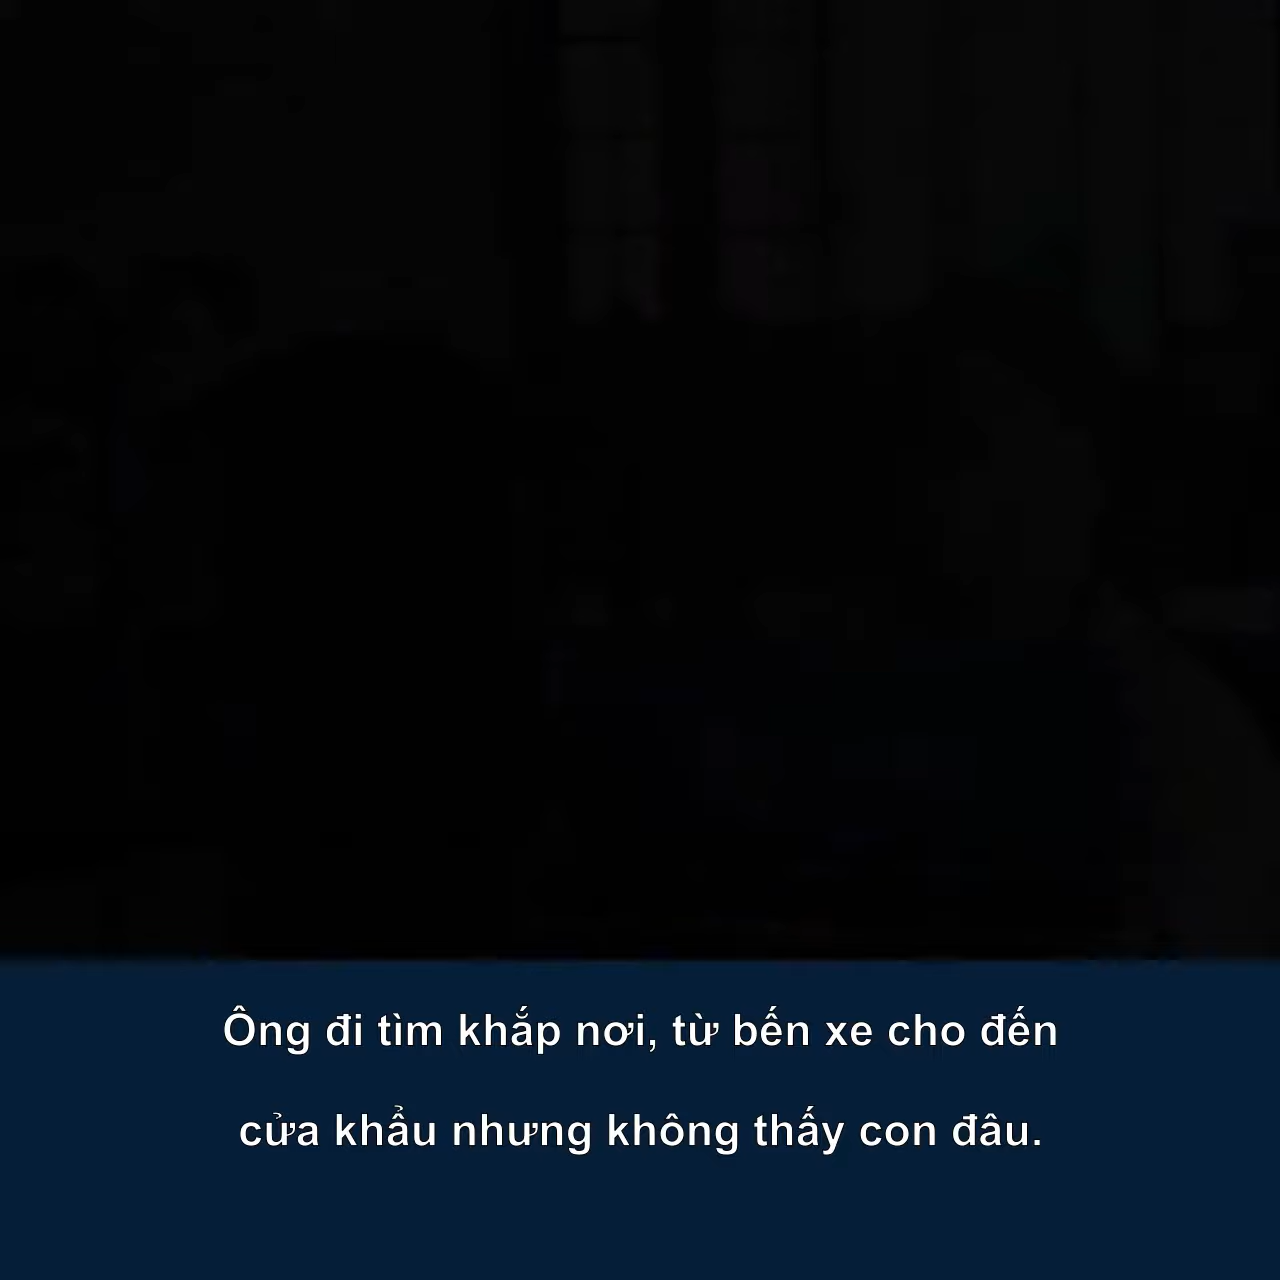 Ông đi tìm khắp nơi, từ bến xe cho đến
cửa khẩu nhưng không thấy con đâu.